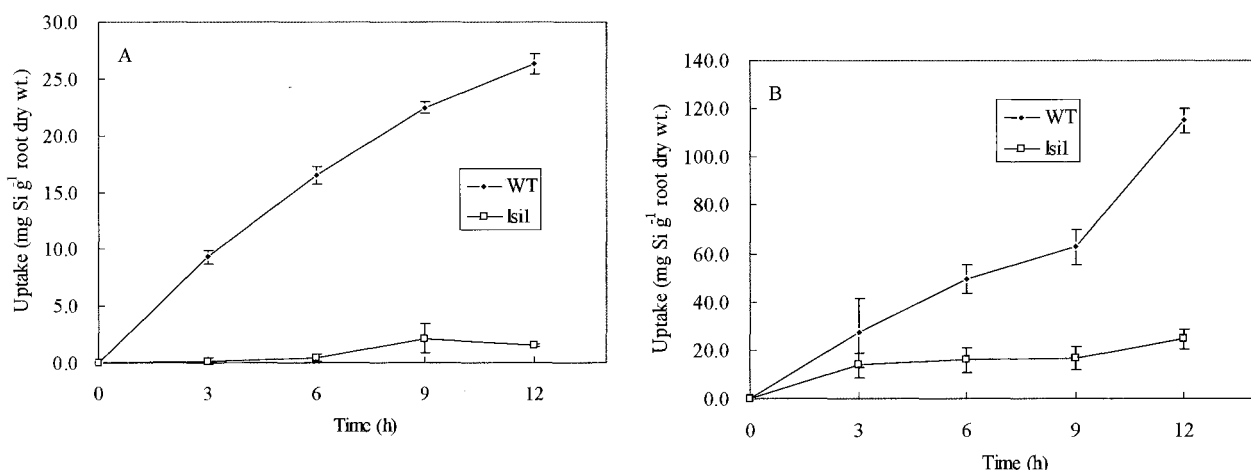 A
Uptake (mg Si g-1 root dry wt.)
30.0
25.0
20.0
15.0
10.0
5.0
0.0
WT
lsi1
0 3 6 9 12
Time (h)
B
Uptake (mg Si g-1 root dry wt.)
140.0
120.0
100.0
80.0
60.0
40.0
20.0
0.0
WT
lsi1
0 3 6 9 12
Time (h)